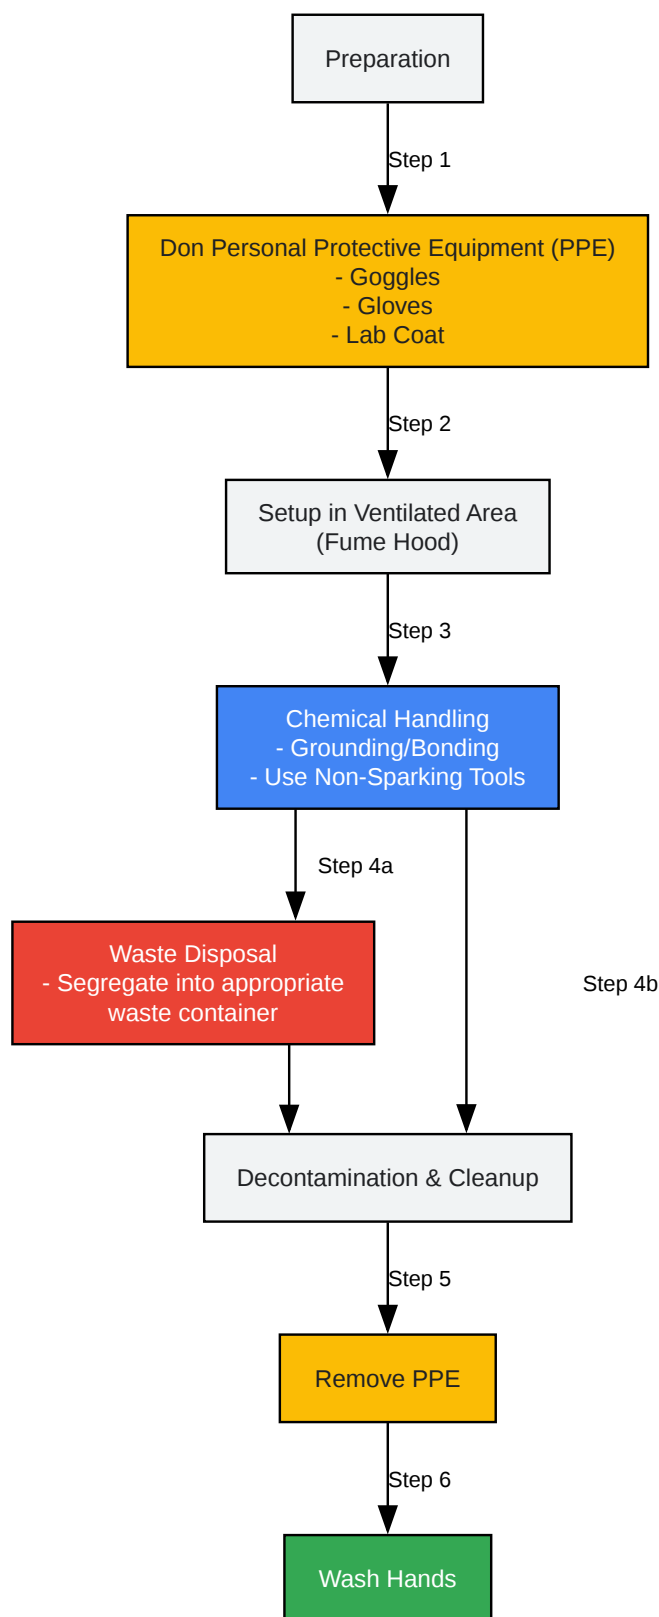 Preparation
Step 1
Don Personal Protective Equipment (PPE)
- Goggles
- Gloves
- Lab Coat
Step 2
Setup in Ventilated Area
(Fume Hood)
Step 3
Chemical Handling
- Grounding/Bonding
- Use Non-Sparking Tools
Step 4a
Waste Disposal
- Segregate into appropriate
waste container
Step 4b
Decontamination & Cleanup
Step 5
Remove PPE
Step 6
Wash Hands